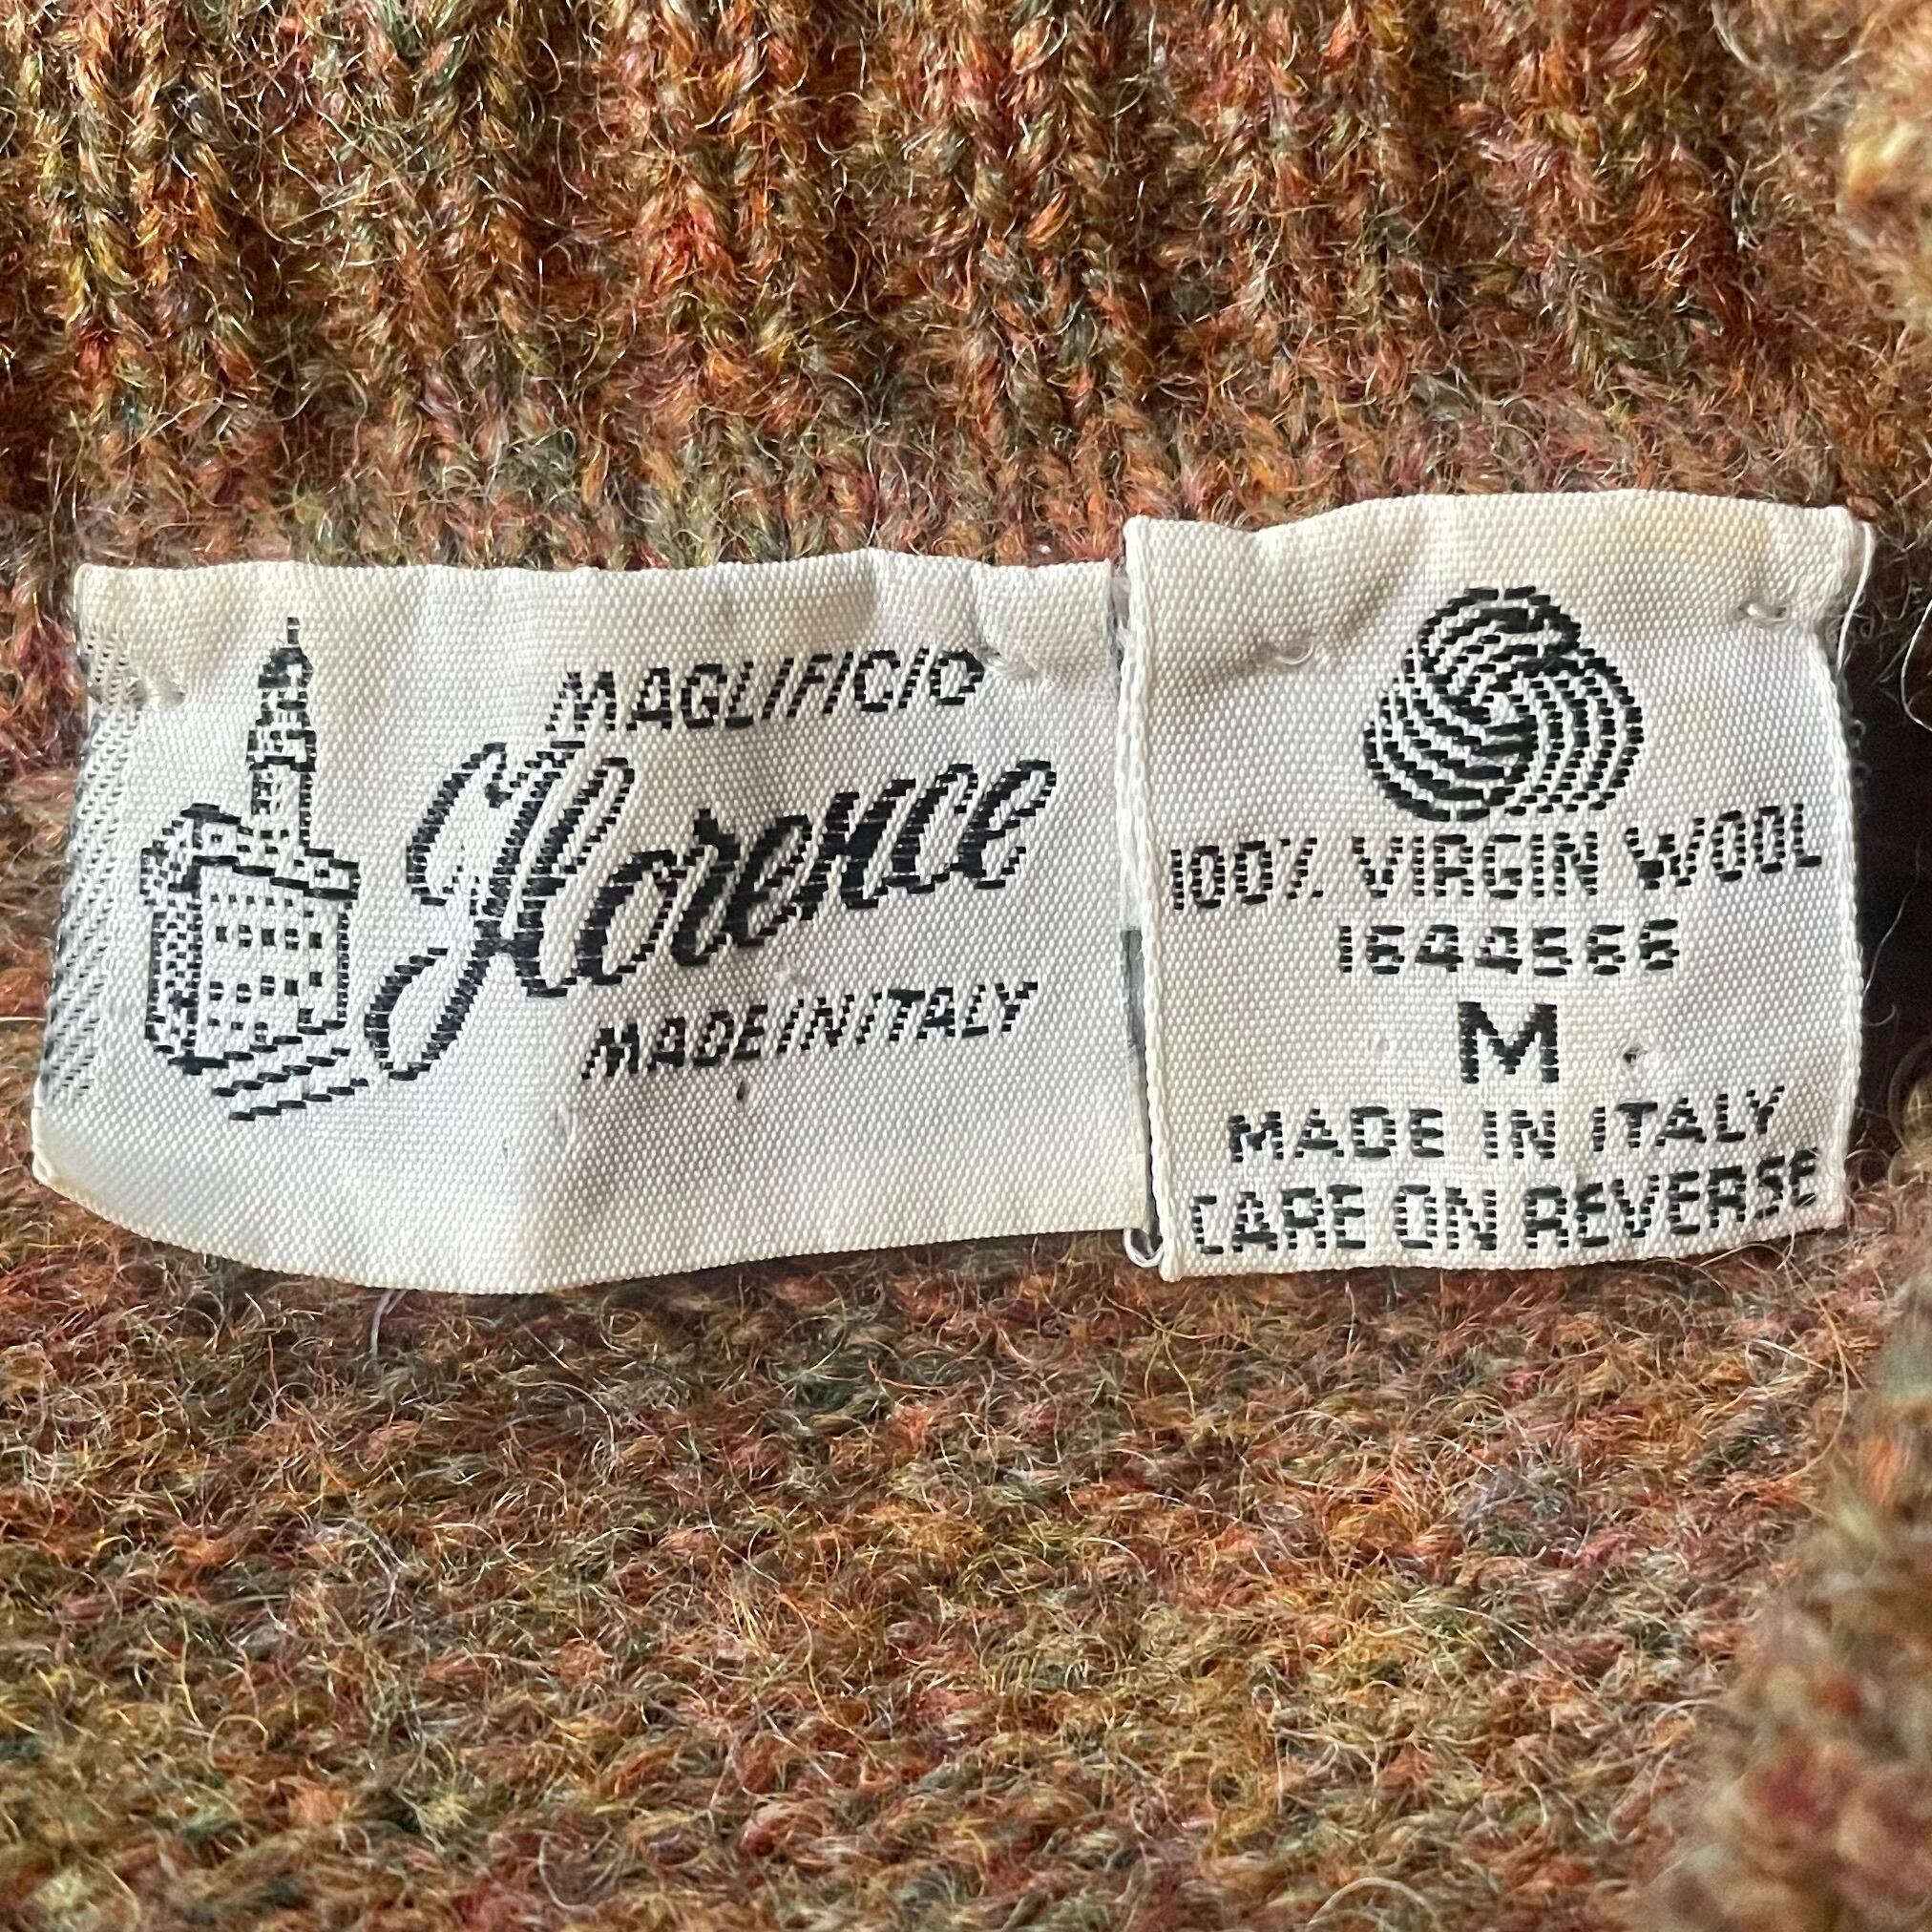 MAGLIFICIO
Florence
MADE IN ITALY
100% VIRGIN WOOL
1644566
M
MADE IN ITALY
CARE ON REVERSE